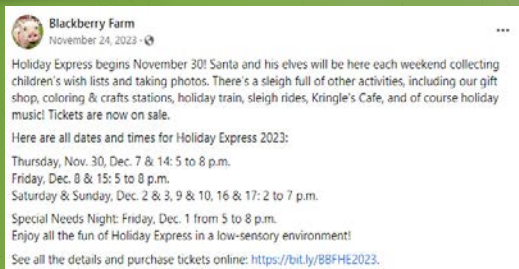 Blackberry Farm
November 24, 2023 ·
Holiday Express begins November 30! Santa and his elves will be here each weekend collecting
children's wish lists and taking photos. There's a sleigh full of other activities, including our gift
shop, coloring & crafts stations, holiday train, sleigh rides, Kringle's Cafe, and of course holiday
music! Tickets are now on sale.
Here are all dates and times for Holiday Express 2023:
Thursday, Nov. 30, Dec. 7 & 14: 5 to 8 p.m.
Friday, Dec. 8 & 15: 5 to 8 p.m.
Saturday & Sunday, Dec. 2 & 3, 9 & 10, 16 & 17: 2 to 7 p.m.
Special Needs Night: Friday, Dec. 1 from 5 to 8 p.m.
Enjoy all the fun of Holiday Express in a low-sensory environment!
See all the details and purchase tickets online: https://bit.ly/BBFHE2023.